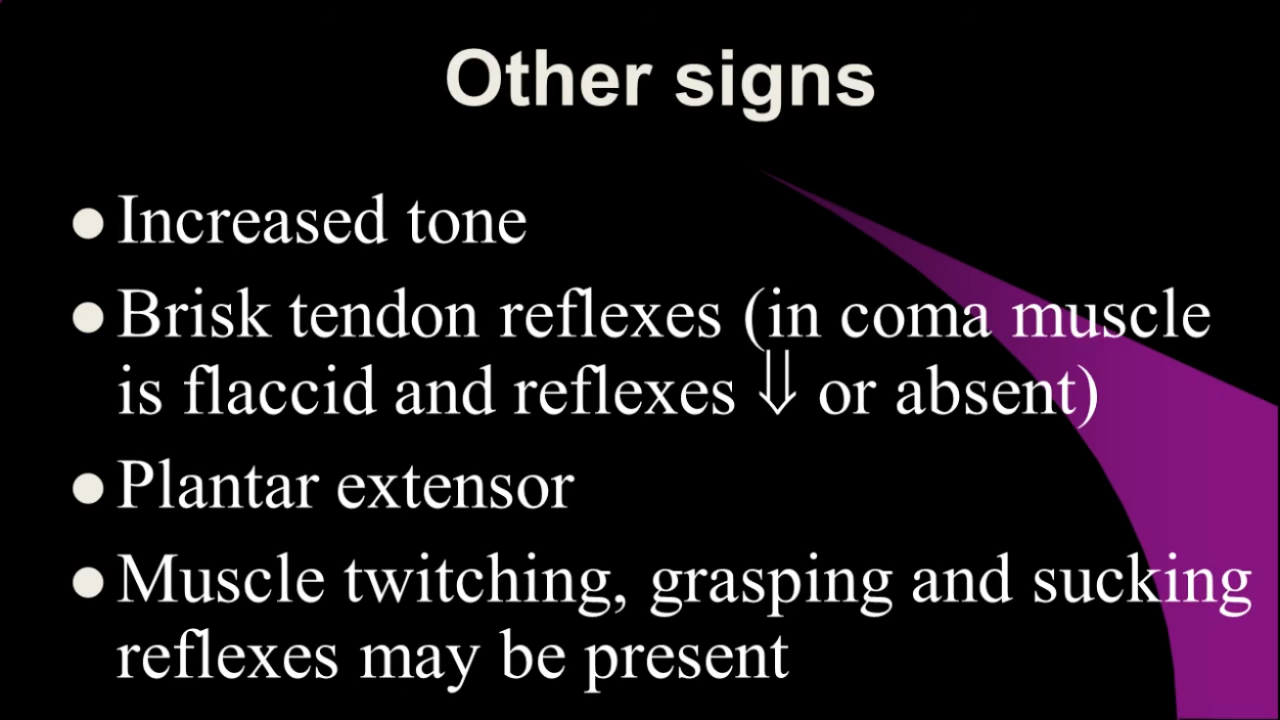 Other signs
● Increased tone
● Brisk tendon reflexes (in coma muscle
is flaccid and reflexes ⇓ or absent)
● Plantar extensor
● Muscle twitching, grasping and sucking
reflexes may be present